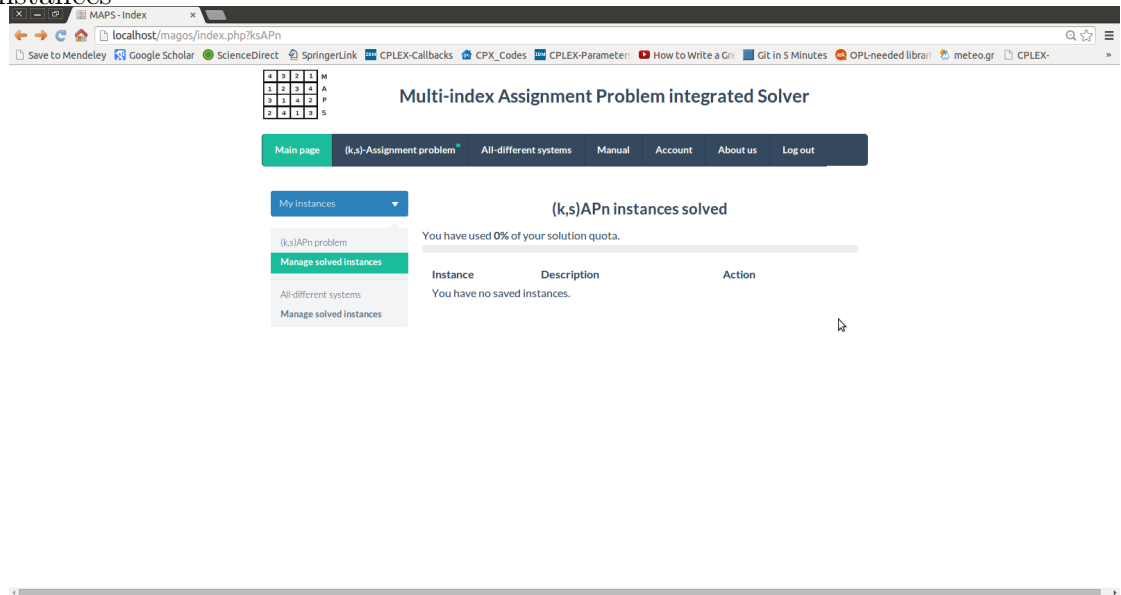 MAPS - Index
localhost/magos/index.php?ksAPn
Save to Mendeley Google Scholar ScienceDirect SpringerLink CPLEX-Callbacks CPX_Codes CPLEX-Parameters How to Write a Gre Git in 5 Minutes OPL-needed librari meteo.gr CPLEX- »
4 3 2 1 M
1 2 3 4 A
3 1 4 2 P
2 4 1 3 S
Multi-index Assignment Problem integrated Solver
Main page (k,s)-Assignment problem All-different systems Manual Account About us Log out
My instances
(k,s)APn problem
Manage solved instances
All-different systems
Manage solved instances
(k,s)APn instances solved
You have used 0% of your solution quota.
Instance Description Action
You have no saved instances.